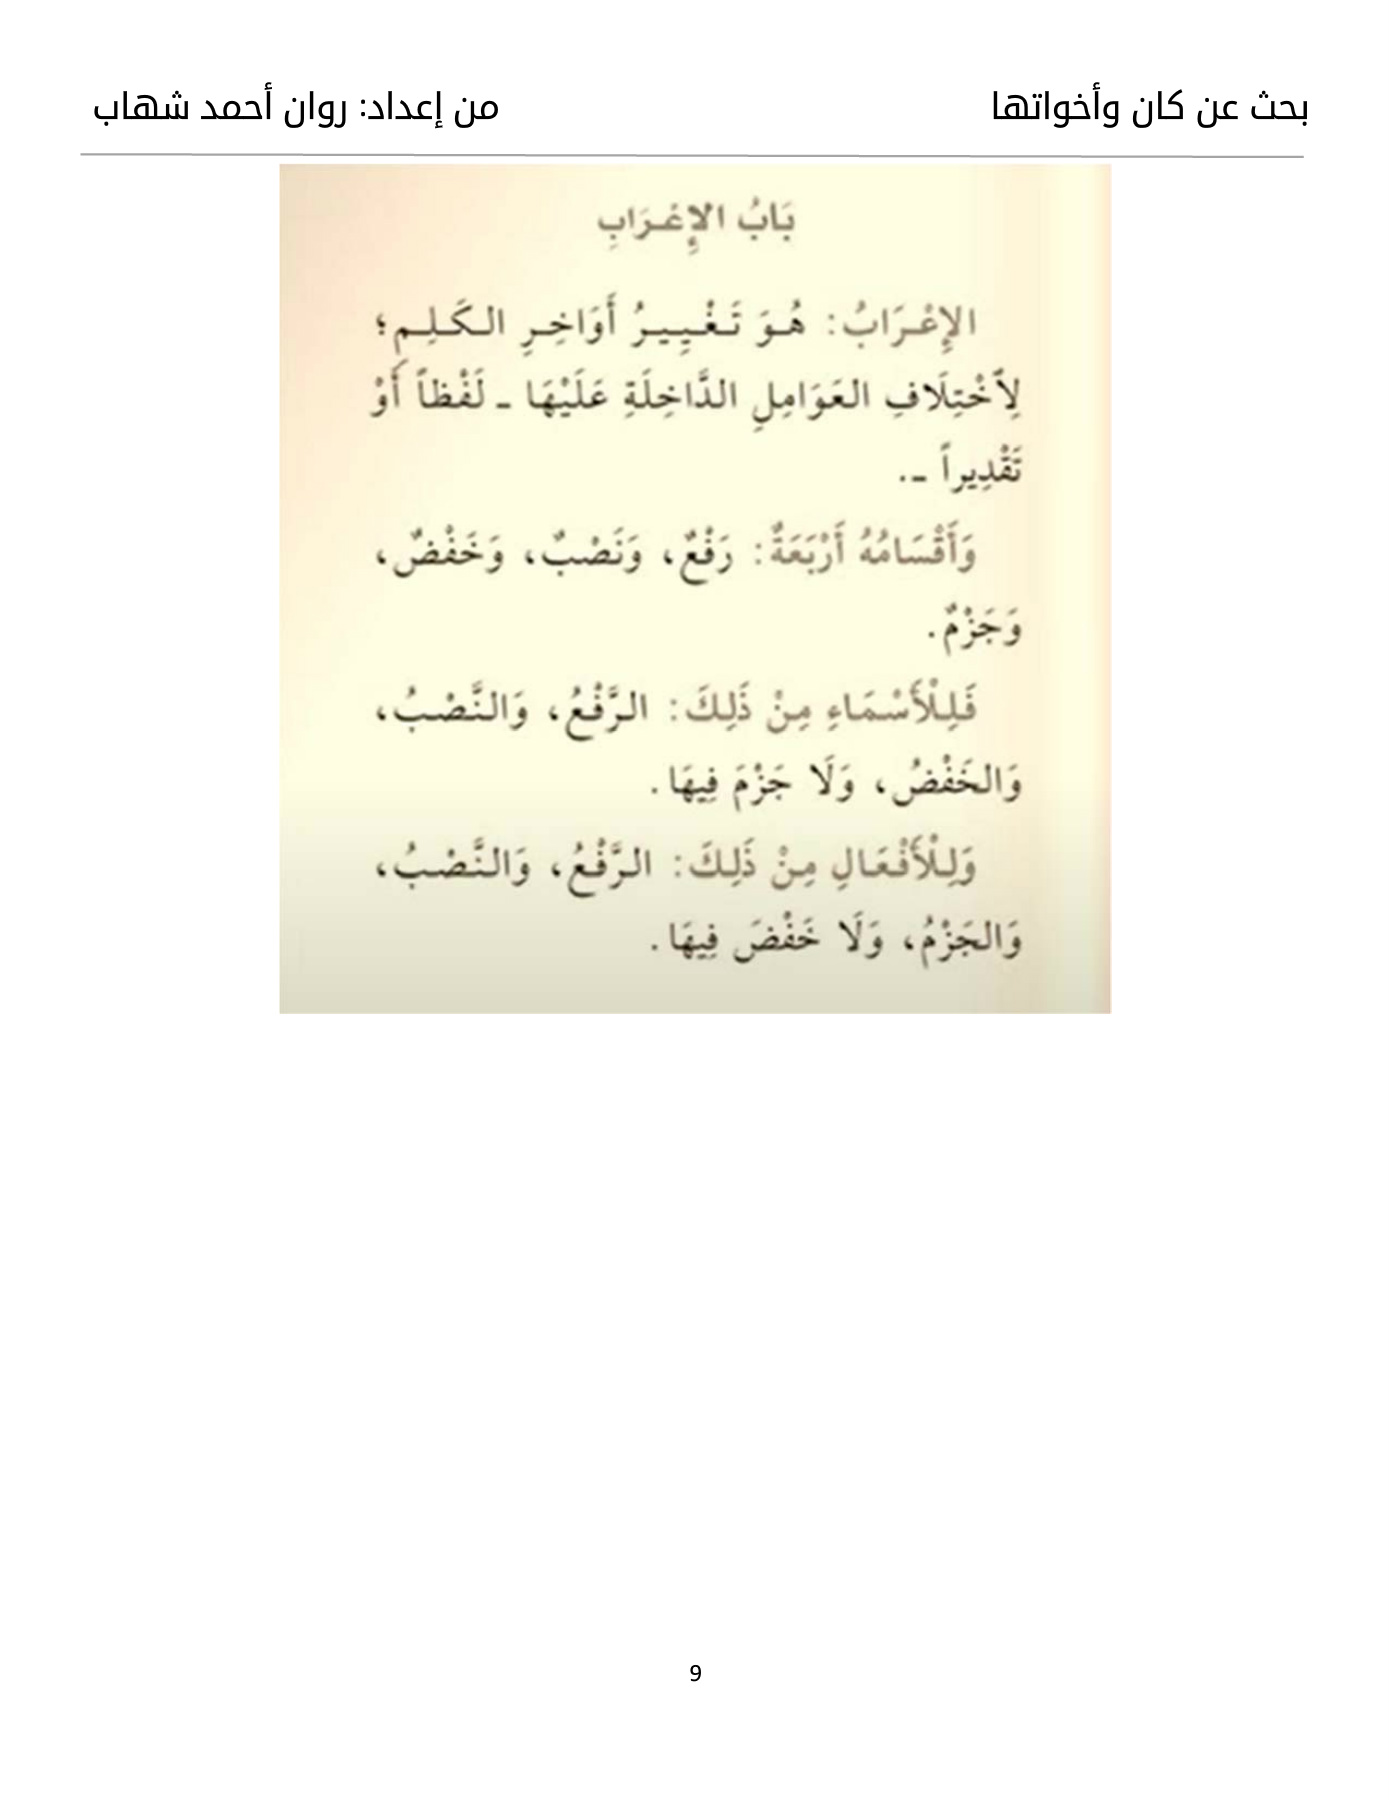 بحث عن كان وأخواتها
من إعداد: روان أحمد شهاب
بَابُ الإِعْرَابِ
الإِعْرَابُ: هُوَ تَغْيِيرُ أَوَاخِرِ الكَلِمِ؛
لِاخْتِلَافِ العَوَامِلِ الدَّاخِلَةِ عَلَيْهَا ـ لَفْظاً أَوْ
تَقْدِيراً ـ.
وَأَقْسَامُهُ أَرْبَعَةٌ: رَفْعٌ، وَنَصْبٌ، وَخَفْضٌ،
وَجَزْمٌ.
فَلِلْأَسْمَاءِ مِنْ ذَلِكَ: الرَّفْعُ، وَالنَّصْبُ،
وَالخَفْضُ، وَلَا جَزْمَ فِيهَا.
وَلِلْأَفْعَالِ مِنْ ذَلِكَ: الرَّفْعُ، وَالنَّصْبُ،
وَالجَزْمُ، وَلَا خَفْضَ فِيهَا.
9